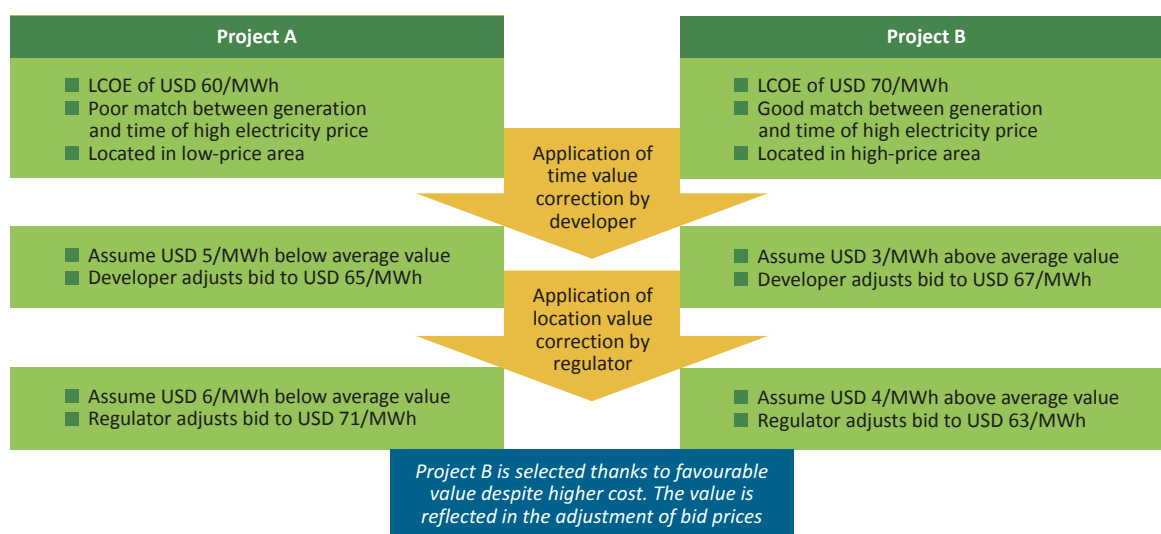 Project A
LCOE of USD 60/MWh
Poor match between generation
and time of high electricity price
Located in low-price area
Project B
LCOE of USD 70/MWh
Good match between generation
and time of high electricity price
Located in high-price area
Application of
time value
correction by
developer
Assume USD 5/MWh below average value
Developer adjusts bid to USD 65/MWh
Assume USD 3/MWh above average value
Developer adjusts bid to USD 67/MWh
Application of
location value
correction by
regulator
Assume USD 6/MWh below average value
Regulator adjusts bid to USD 71/MWh
Assume USD 4/MWh above average value
Regulator adjusts bid to USD 63/MWh
Project B is selected thanks to favourable
value despite higher cost. The value is
reflected in the adjustment of bid prices